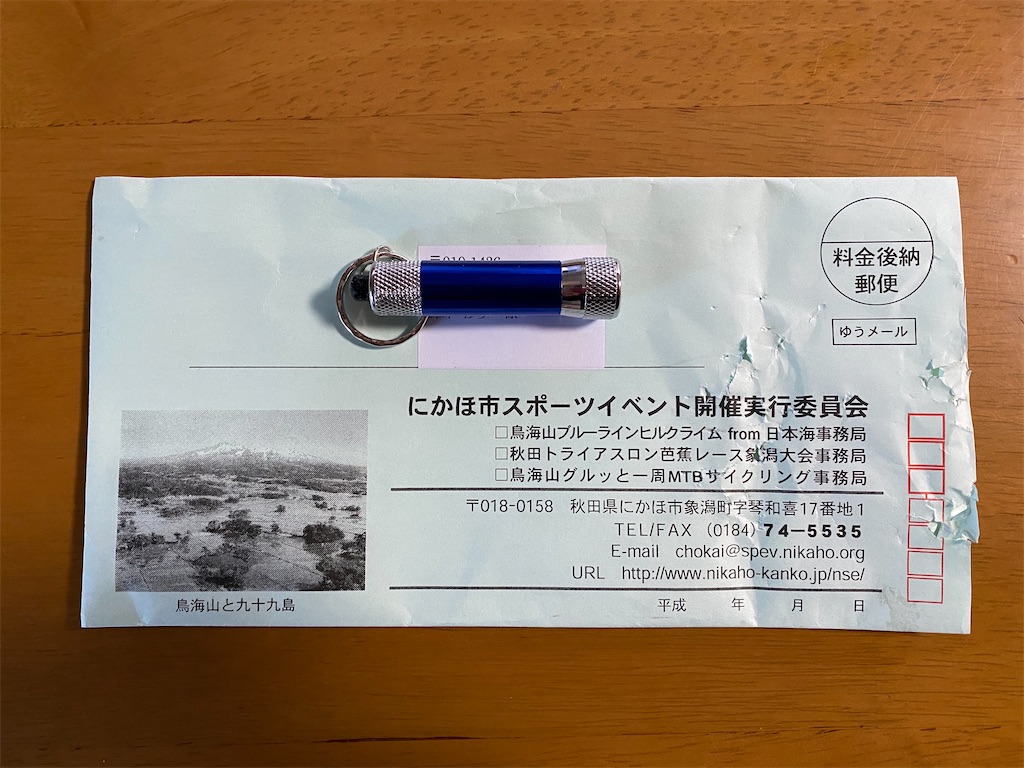 料金後納
郵便
ゆうメール
にかほ市スポーツイベント開催実行委員会
□鳥海山ブルーラインヒルクライム from 日本海事務局
□秋田トライアスロン芭蕉レース象潟大会事務局
□鳥海山グルッと一周MTBサイクリング事務局
〒018-0158 秋田県にかほ市象潟町字琴和喜17番地1
TEL/FAX (0184)74-5535
E-mail chokai@spev.nikaho.org
URL http://www.nikaho-kanko.jp/nse/
平成 年 月 日
鳥海山と九十九島